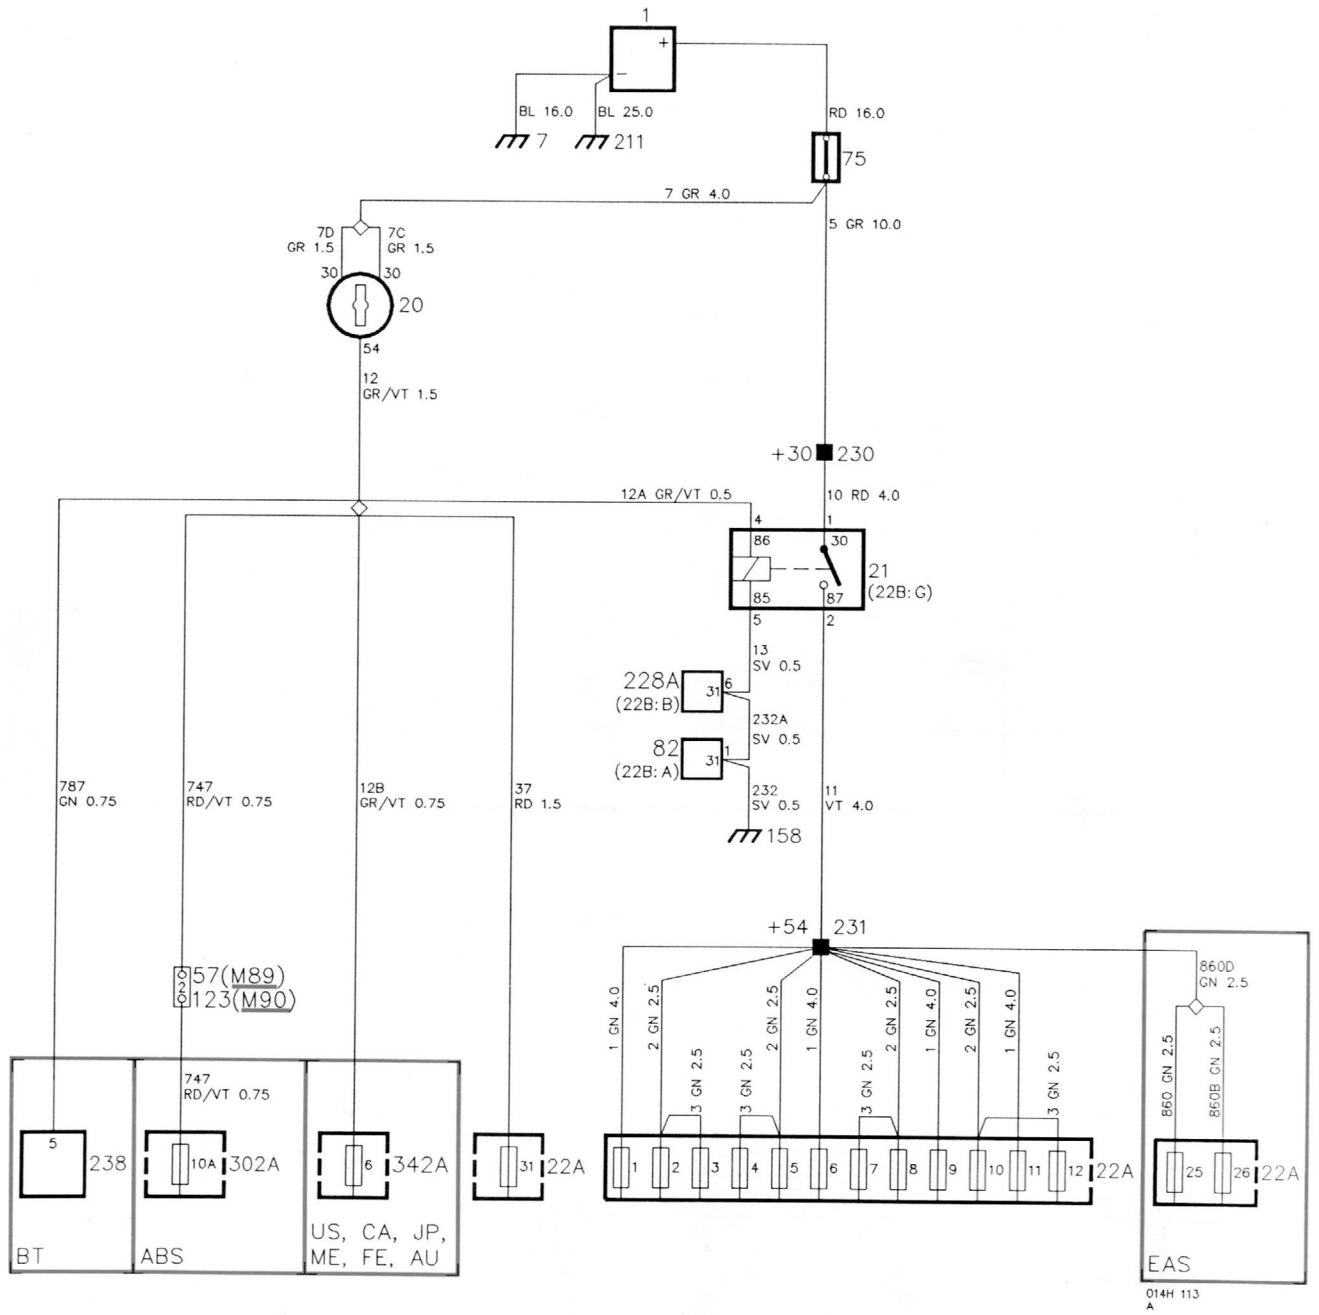 1
+
−
BL 16.0
BL 25.0
RD 16.0
7
211
75
7 GR 4.0
5 GR 10.0
7D
GR 1.5
7C
GR 1.5
30
30
20
54
12
GR/VT 1.5
+30
230
12A GR/VT 0.5
10 RD 4.0
4
1
86
30
21
(22B:G)
85
87
5
2
13
SV 0.5
228A
(22B:B)
31
6
232A
SV 0.5
82
(22B:A)
31
1
232
SV 0.5
158
11
VT 4.0
787
GN 0.75
747
RD/VT 0.75
12B
GR/VT 0.75
37
RD 1.5
+54
231
57(M89)
2
123(M90)
860D
GN 2.5
1 GN 4.0
2 GN 2.5
3 GN 2.5
3 GN 2.5
2 GN 2.5
1 GN 4.0
3 GN 2.5
2 GN 2.5
1 GN 4.0
2 GN 2.5
1 GN 4.0
3 GN 2.5
860 GN 2.5
860B GN 2.5
747
RD/VT 0.75
5
238
10A
302A
6
342A
31
22A
1
2
3
4
5
6
7
8
9
10
11
12
22A
25
26
22A
BT
ABS
US, CA, JP,
ME, FE, AU
EAS
014H 113
A